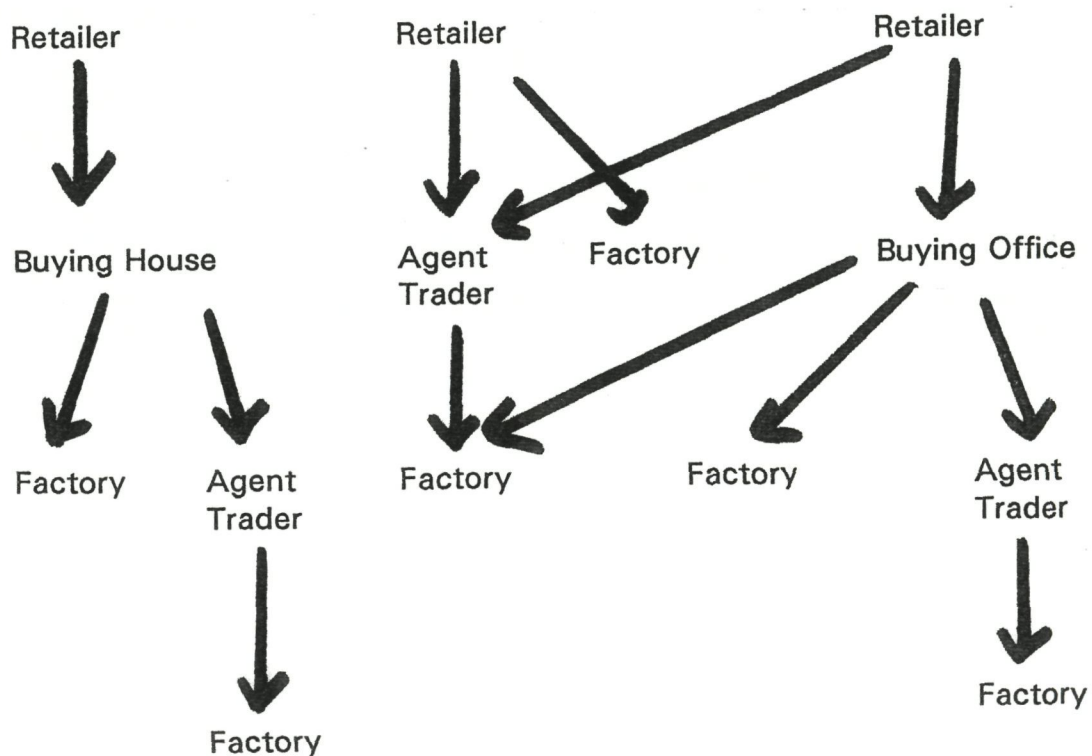 Retailer
Retailer
Retailer
Buying House
Agent
Trader
Factory
Buying Office
Factory
Agent
Trader
Factory
Factory
Agent
Trader
Factory
Factory